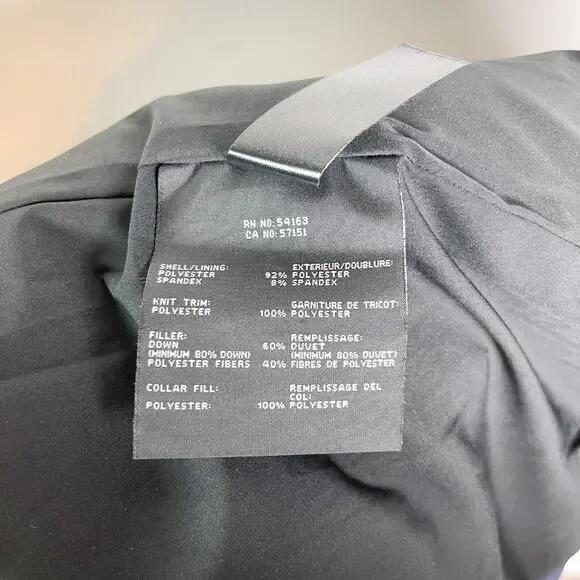 RN NO: 54163
CA NO: 57151
SHELL/LINING: EXTERIEUR/DOUBLURE:
POLYESTER 92% POLYESTER
SPANDEX 8% SPANDEX
KNIT TRIM: GARNITURE DE TRICOT:
POLYESTER 100% POLYESTER
FILLER: REMPLISSAGE:
DOWN 60% DUVET
(MINIMUM 80% DOWN) (MINIMUM 80% DUVET)
POLYESTER FIBERS 40% FIBRES DE POLYESTER
COLLAR FILL: REMPLISSAGE DEL
COL:
POLYESTER: 100% POLYESTER